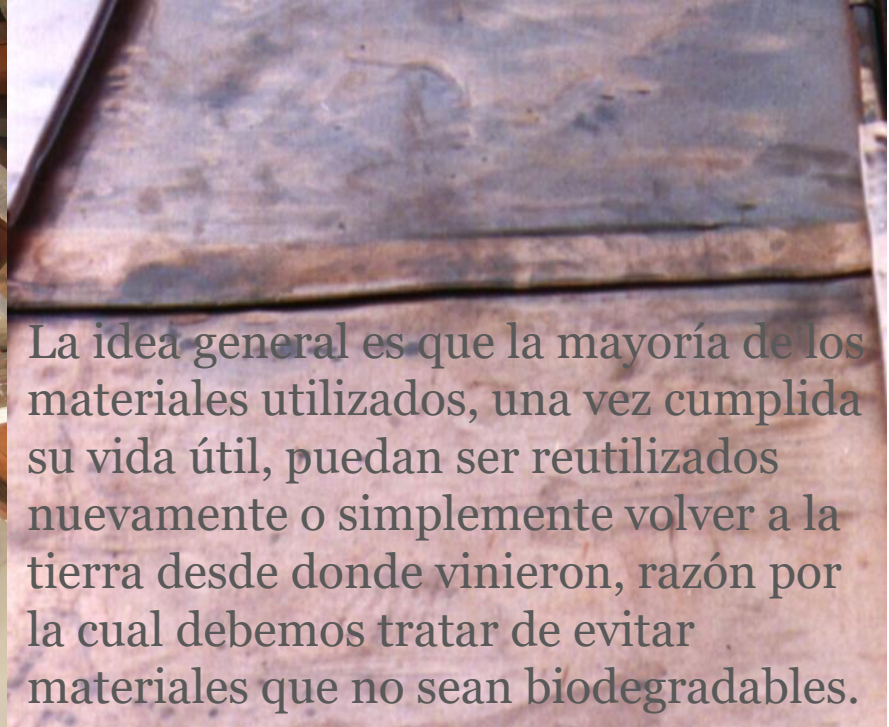 La idea general es que la mayoría de los
materiales utilizados, una vez cumplida
su vida útil, puedan ser reutilizados
nuevamente o simplemente volver a la
tierra desde donde vinieron, razón por
la cual debemos tratar de evitar
materiales que no sean biodegradables.